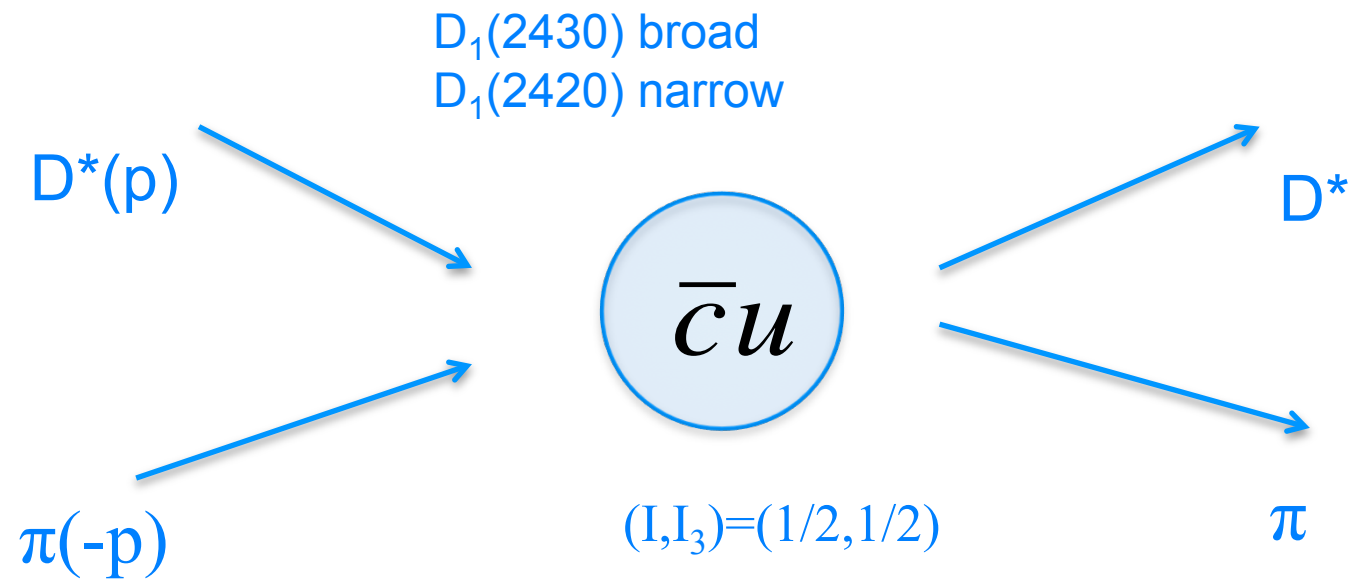 D₁(2430) broad
D₁(2420) narrow
D*(p)
D*
c̅u
π(-p)
(I,I₃)=(1/2,1/2)
π